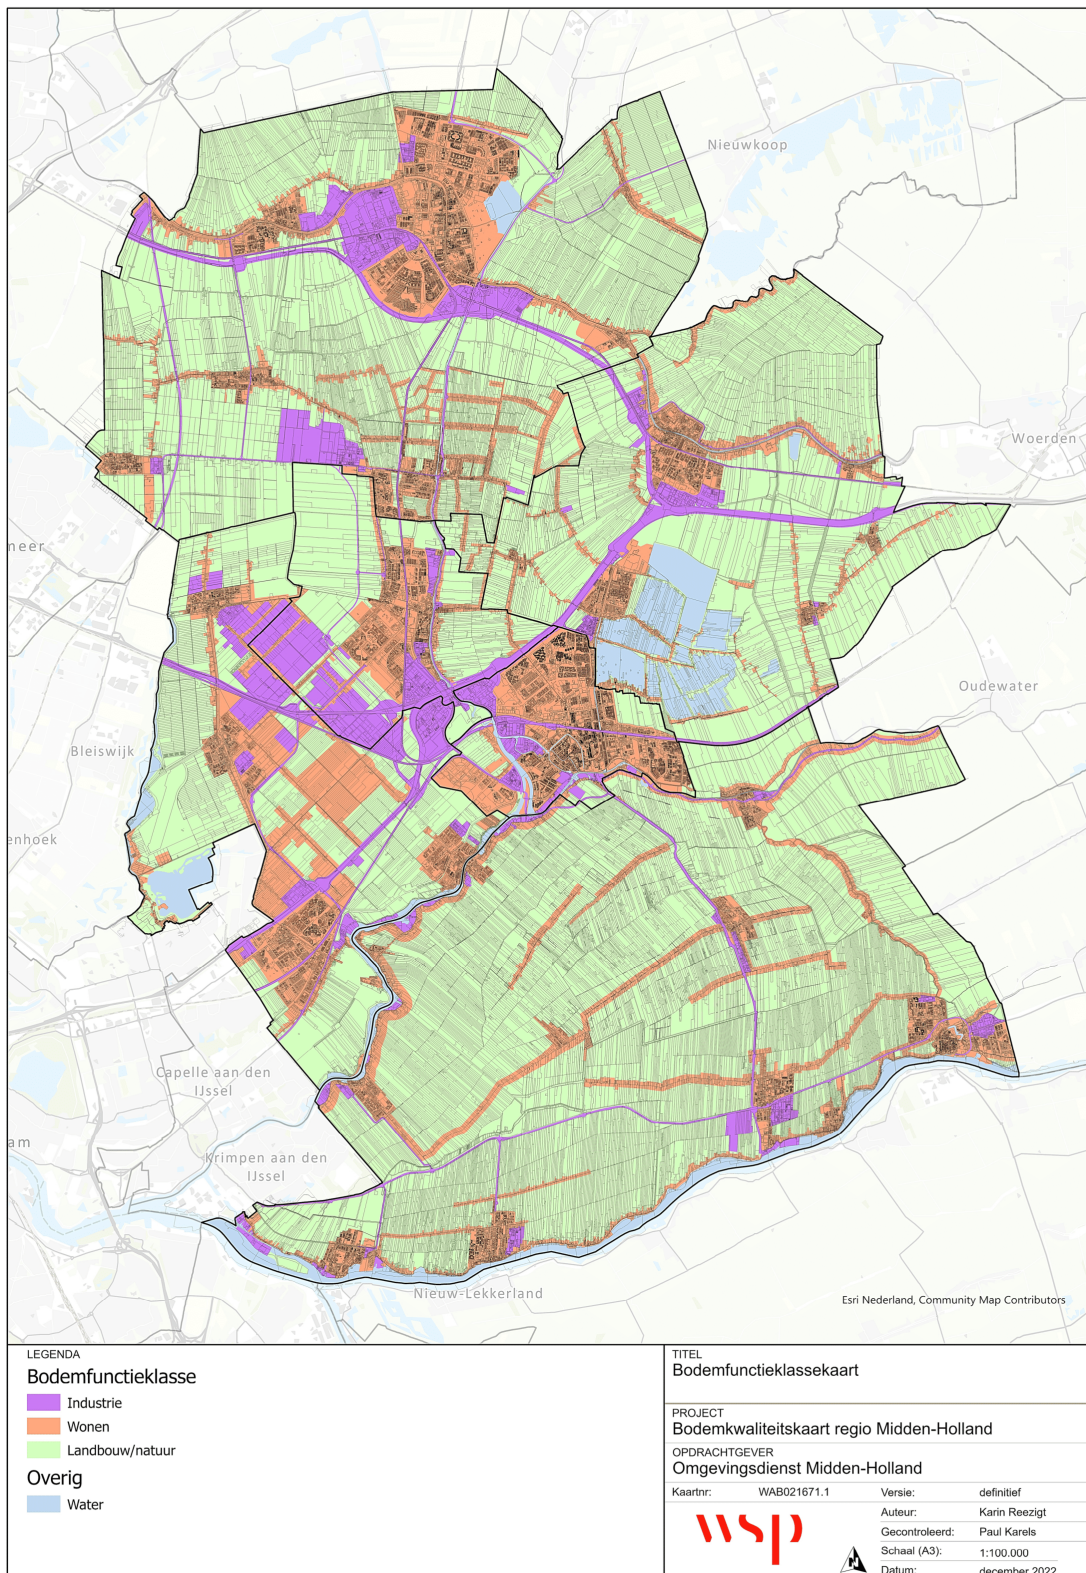 Nieuwkoop
Woerden
meer
Oudewater
Bleiswijk
enhoek
Capelle aan den
IJssel
am
Krimpen aan den
IJssel
Nieuw-Lekkerland
Esri Nederland, Community Map Contributors
LEGENDA
Bodemfunctieklasse
Industrie
Wonen
Landbouw/natuur
Overig
Water
TITEL
Bodemfunctieklassekaart
PROJECT
Bodemkwaliteitskaart regio Midden-Holland
OPDRACHTGEVER
Omgevingsdienst Midden-Holland
Kaartnr: WAB021671.1 Versie: definitief
Auteur: Karin Reezigt
Gecontroleerd: Paul Karels
Schaal (A3): 1:100.000
Datum: december 2022
wsp
N